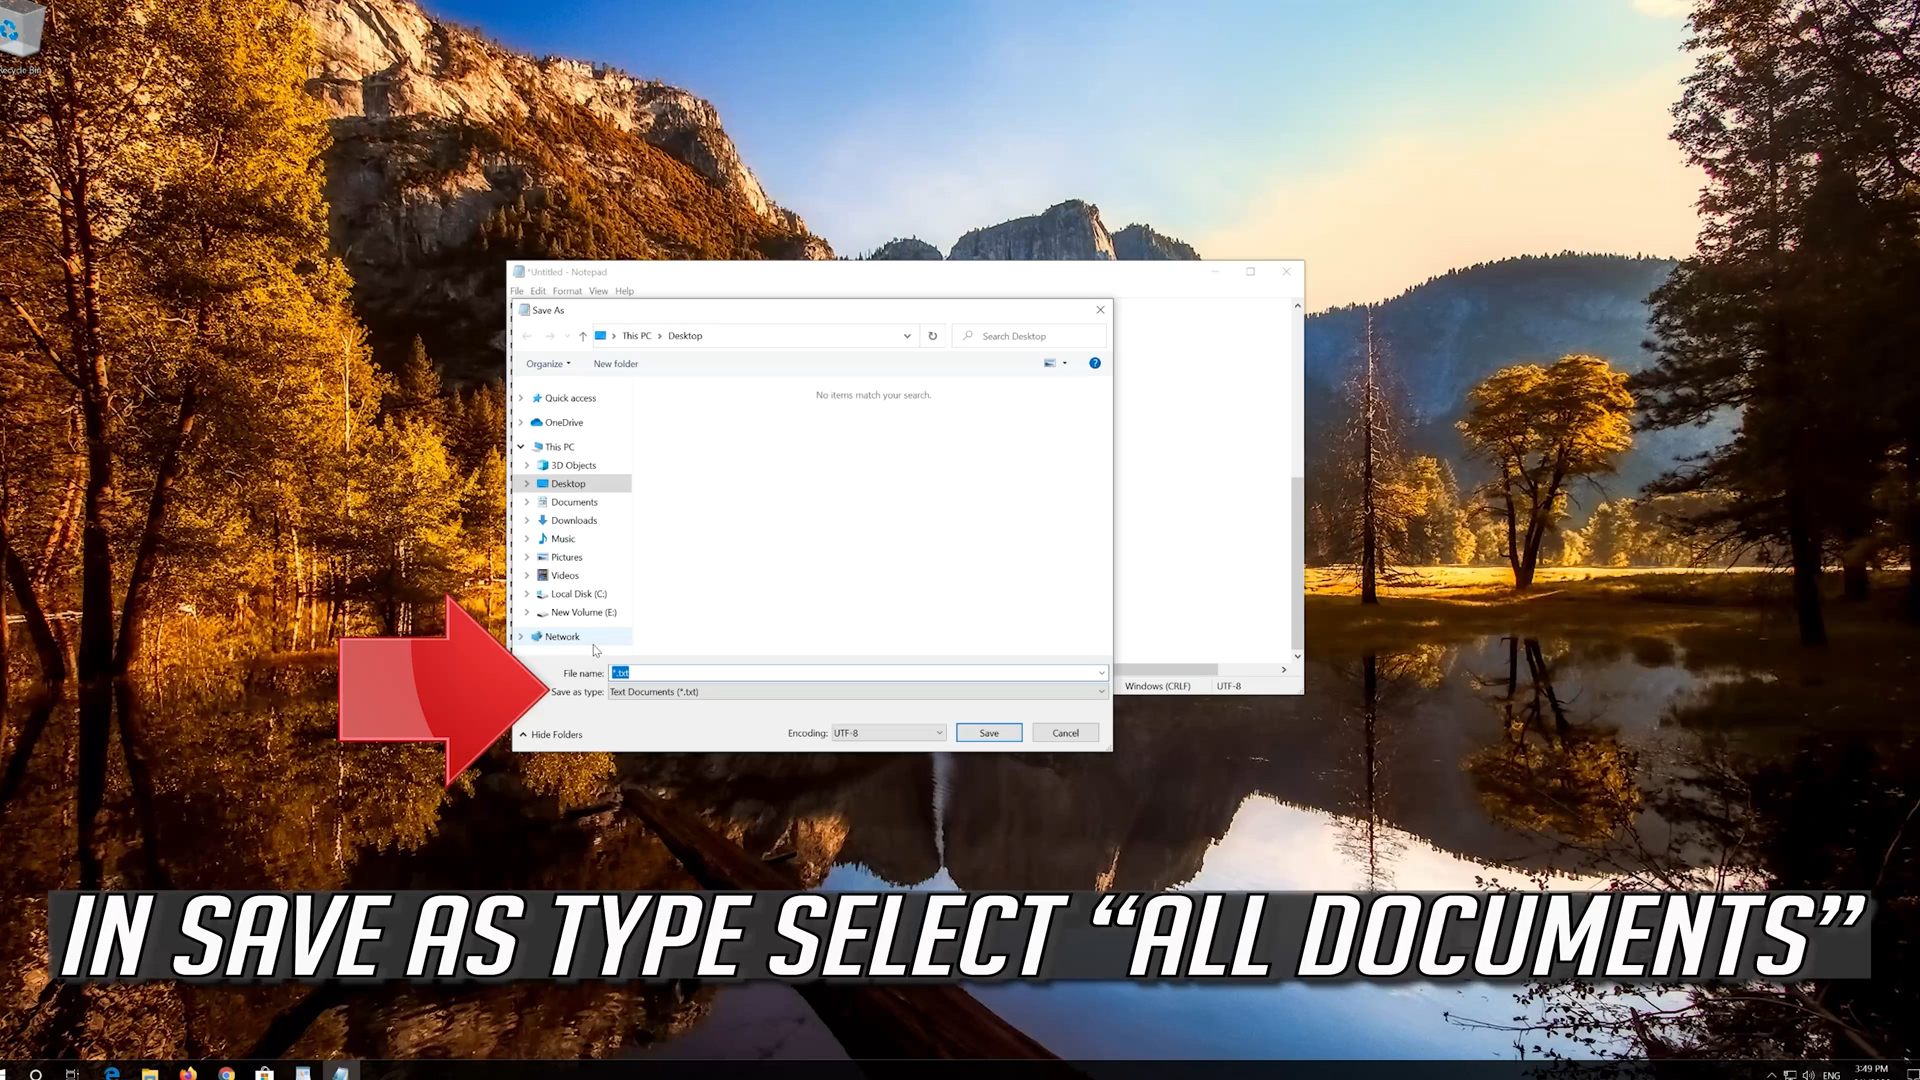 Recycle Bin
*Untitled - Notepad
File Edit Format View Help
Save As
This PC > Desktop
Search Desktop
Organize
New folder
No items match your search.
Quick access
OneDrive
This PC
3D Objects
Desktop
Documents
Downloads
Music
Pictures
Videos
Local Disk (C:)
New Volume (E:)
Network
File name: *.txt
Save as type: Text Documents (*.txt)
Hide Folders
Encoding: UTF-8
Save
Cancel
Windows (CRLF)
UTF-8
IN SAVE AS TYPE SELECT “ALL DOCUMENTS”
ENG
3:49 PM